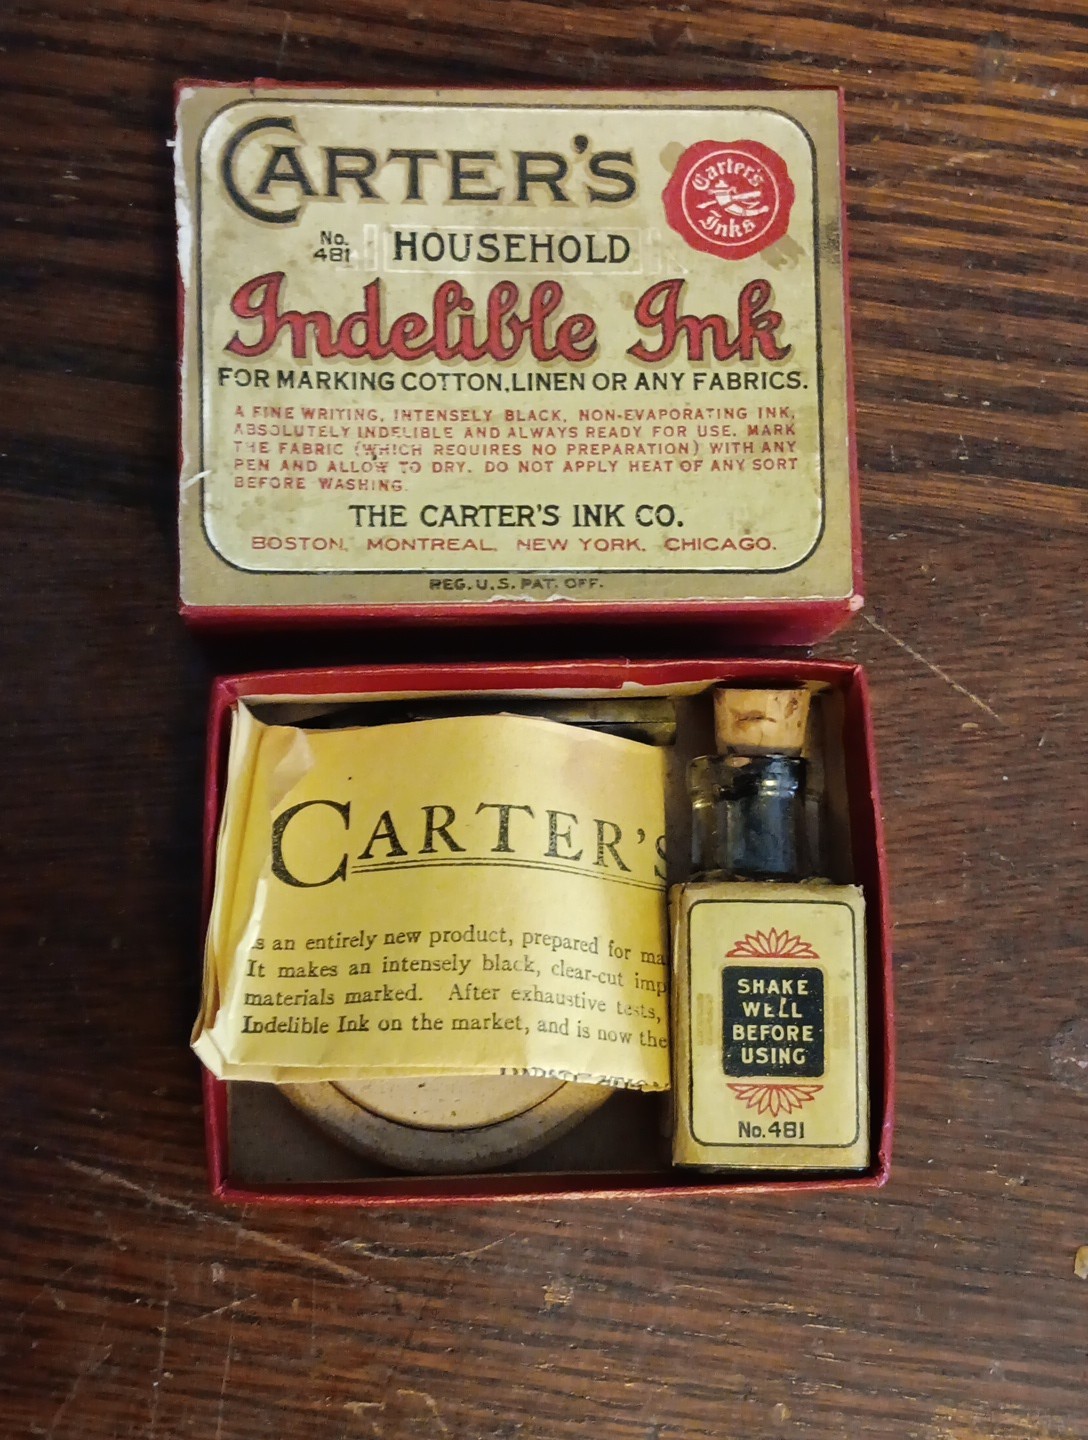 CARTER'S
Carter's
Inks
No. 481 HOUSEHOLD
Indelible Ink
FOR MARKING COTTON, LINEN OR ANY FABRICS.
A FINE WRITING, INTENSELY BLACK, NON-EVAPORATING INK,
ABSOLUTELY INDELIBLE AND ALWAYS READY FOR USE. MARK
THE FABRIC (WHICH REQUIRES NO PREPARATION) WITH ANY
PEN AND ALLOW TO DRY. DO NOT APPLY HEAT OF ANY SORT
BEFORE WASHING.
THE CARTER'S INK CO.
BOSTON, MONTREAL, NEW YORK, CHICAGO.
REG. U.S. PAT. OFF.
CARTER'S
is an entirely new product, prepared for ma
It makes an intensely black, clear-cut imp
materials marked. After exhaustive tests,
Indelible Ink on the market, and is now the
SHAKE
WELL
BEFORE
USING
No. 481